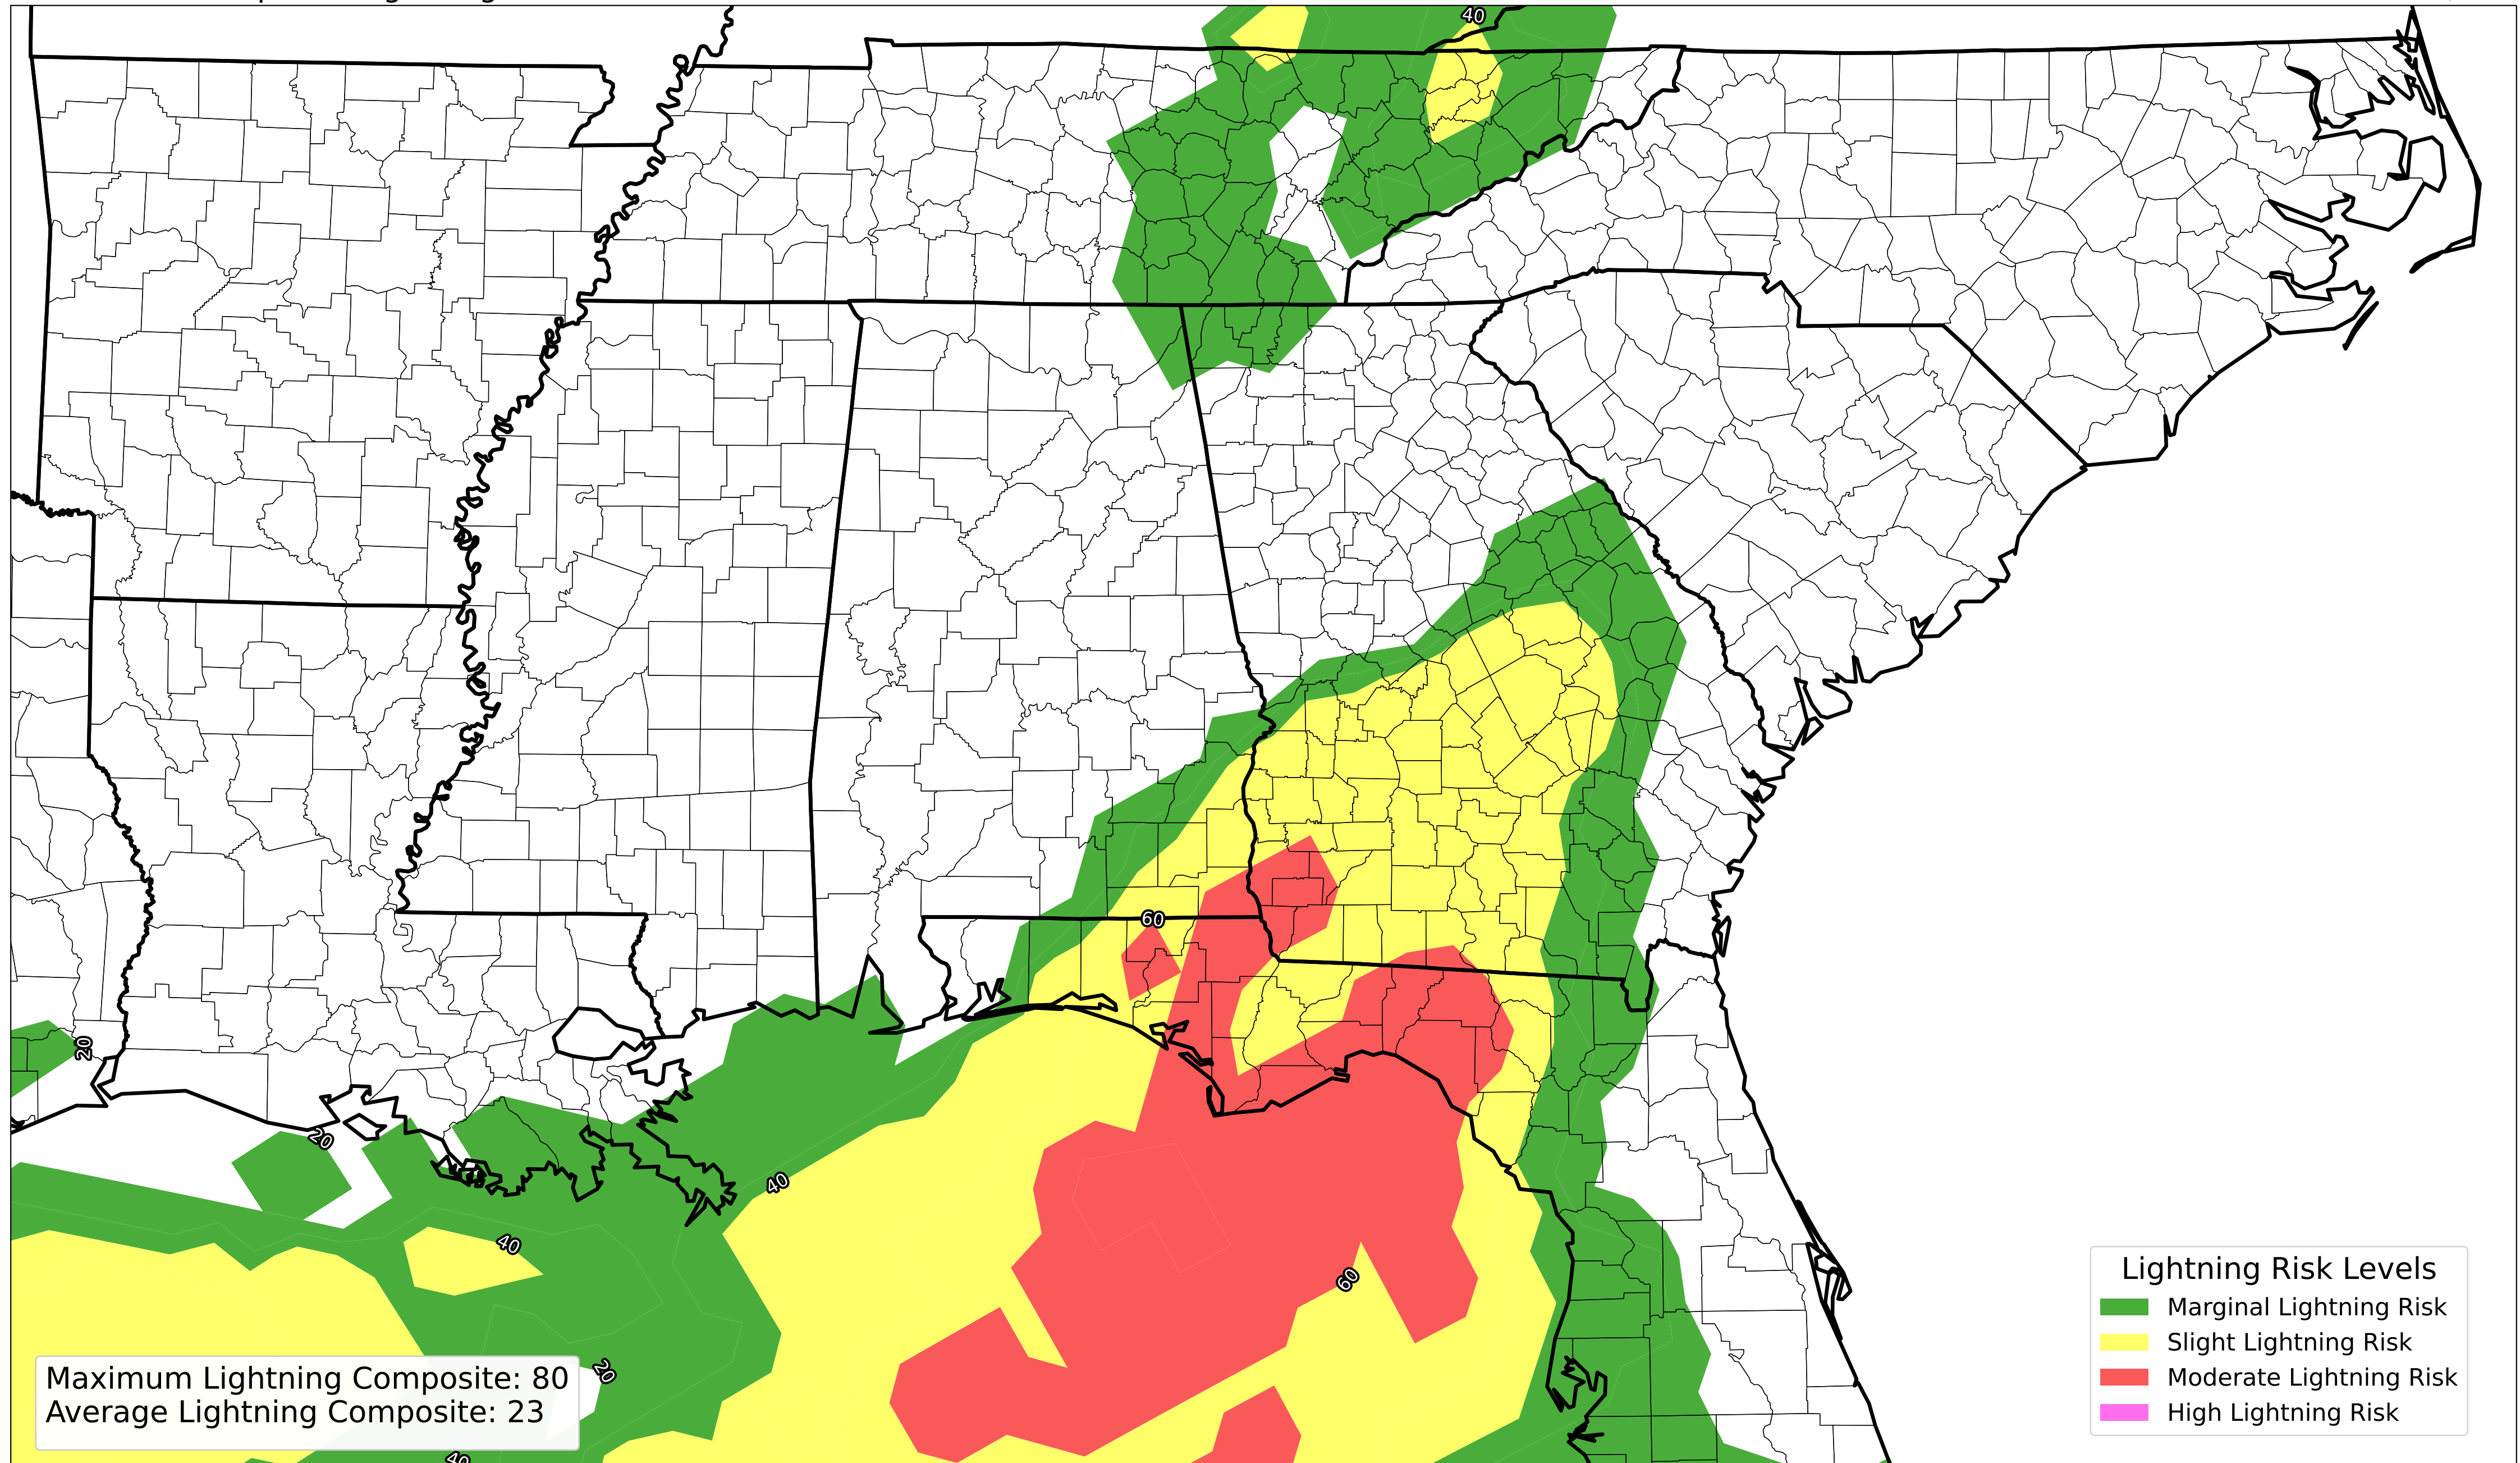 40
60
20
20
40
40
60
20
40
Maximum Lightning Composite: 80
Average Lightning Composite: 23
Lightning Risk Levels
Marginal Lightning Risk
Slight Lightning Risk
Moderate Lightning Risk
High Lightning Risk